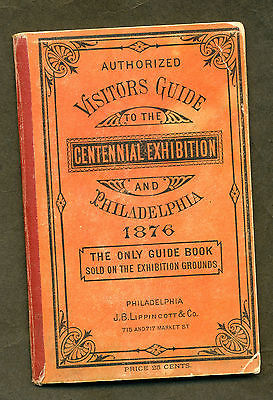 AUTHORIZED
VISITORS GUIDE
TO THE
CENTENNIAL EXHIBITION
AND
PHILADELPHIA
1876
THE ONLY GUIDE BOOK
SOLD ON THE EXHIBITION GROUNDS
PHILADELPHIA
J.B. LIPPINCOTT & CO.
715 AND 717 MARKET ST
PRICE 25 CENTS.